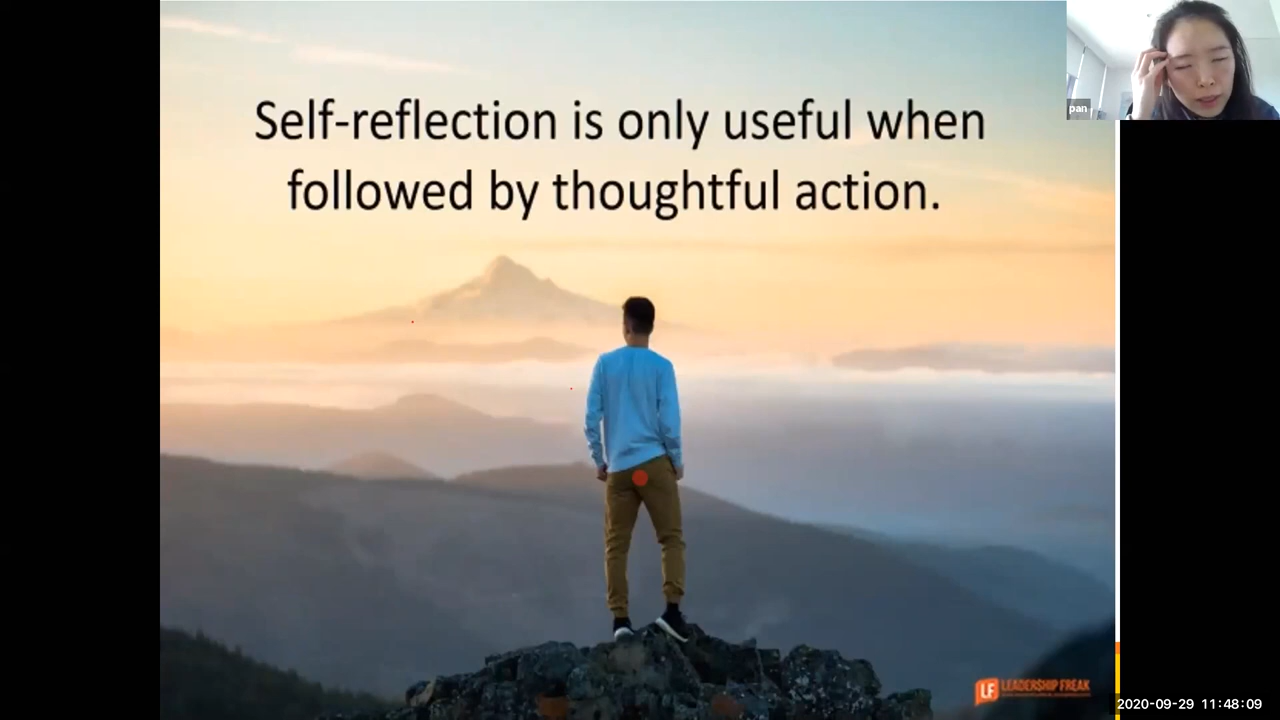 Self-reflection is only useful when
followed by thoughtful action.
pan
LF LEADERSHIP FREAK
2020-09-29 11:48:09